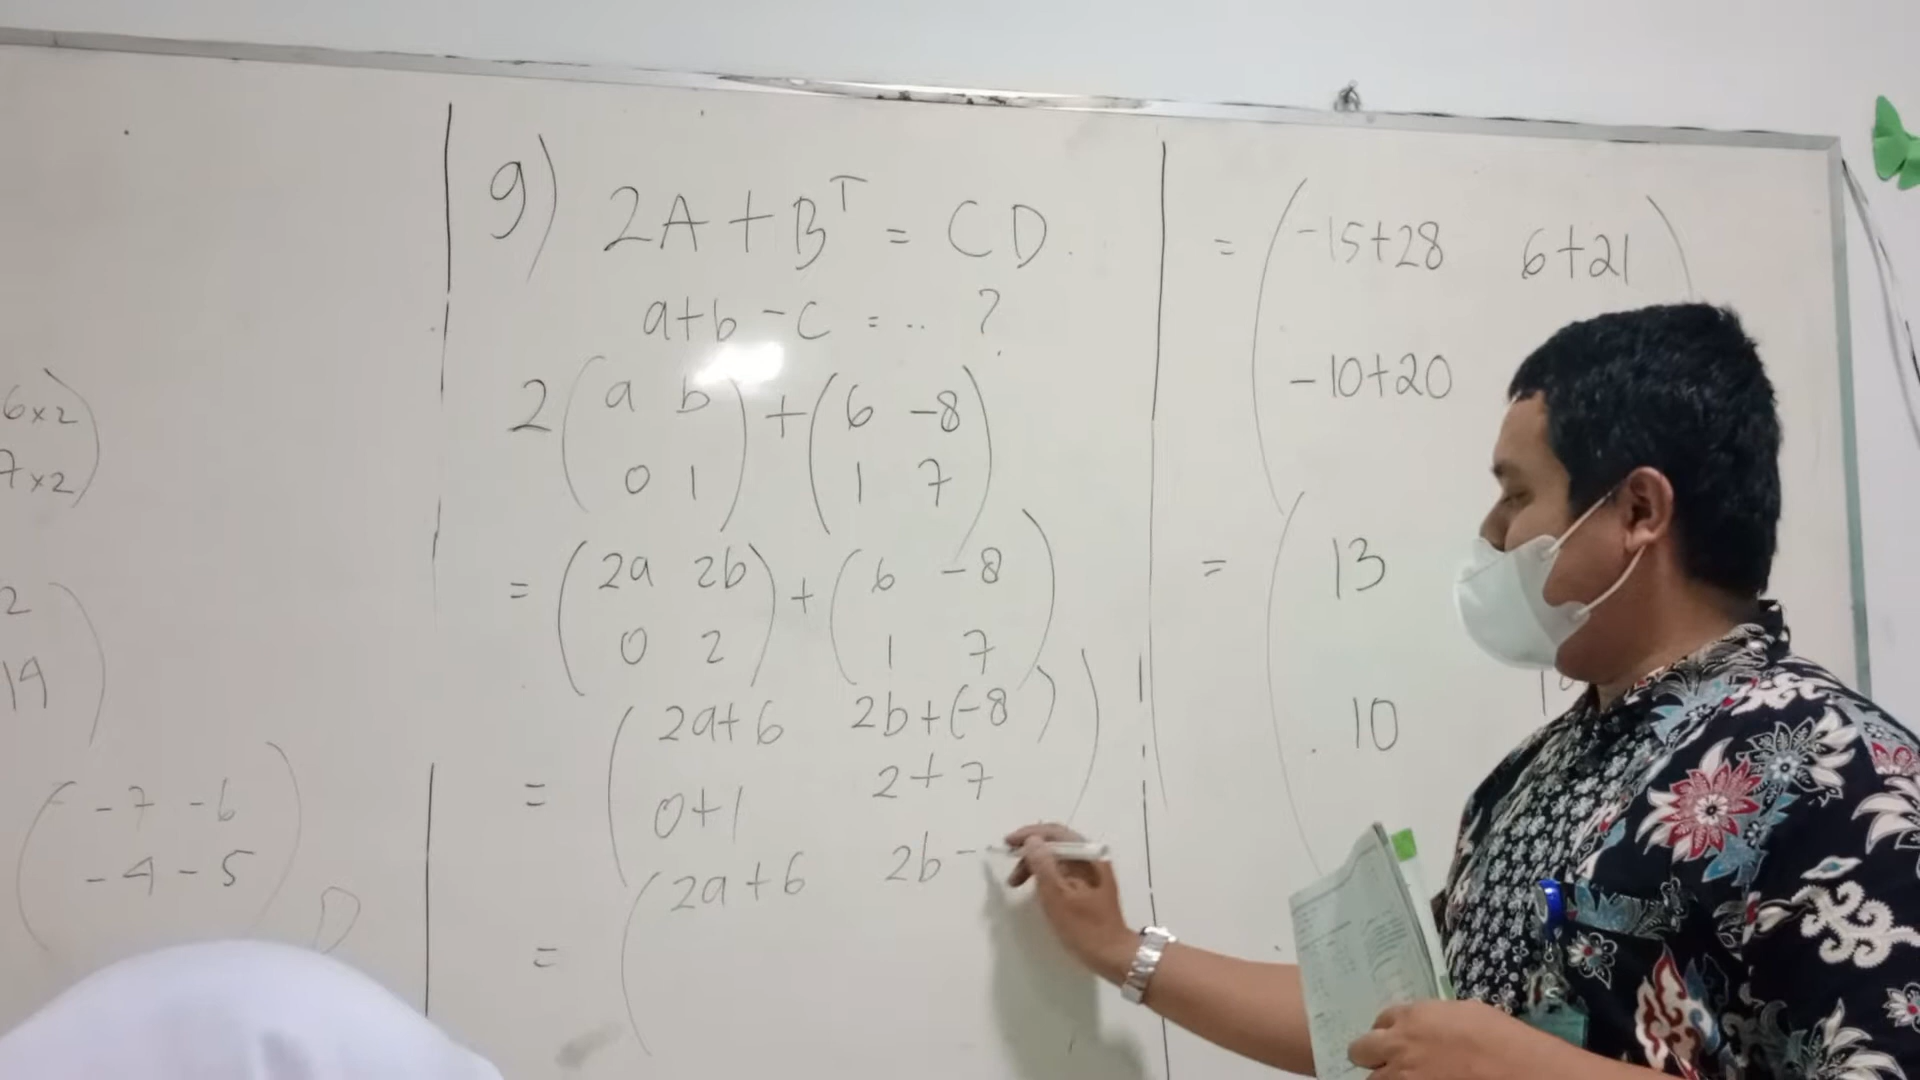 6x2
7x2
2
19
-7 -6
-4 -5
D
9) 2A + Bᵀ = CD.
a+b-c = .. ?
2 ( a b ) + ( 6 -8 )
( 0 1 ) ( 1 7 )
= ( 2a 2b ) + ( 6 -8 )
( 0 2 ) ( 1 7 )
= ( 2a+6 2b+(-8) )
( 0+1 2+7 )
= ( 2a+6 2b -
= ( -15+28 6+21 )
-10+20
= ( 13
10